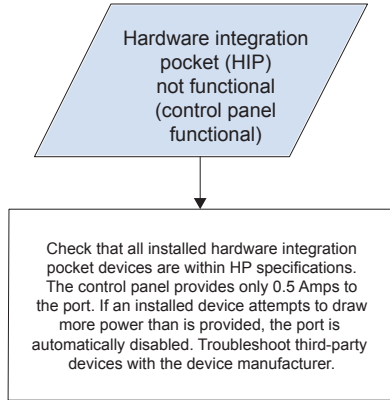 Hardware integration
pocket (HIP)
not functional
(control panel
functional)
Check that all installed hardware integration
pocket devices are within HP specifications.
The control panel provides only 0.5 Amps to
the port. If an installed device attempts to draw
more power than is provided, the port is
automatically disabled. Troubleshoot third-party
devices with the device manufacturer.